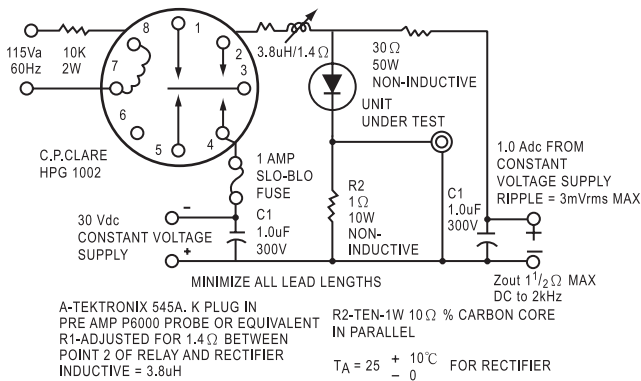 115Va
60Hz
10K
2W
8
1
7
2
3
6
5
4
3.8uH/1.4Ω
30Ω
50W
NON-INDUCTIVE
UNIT
UNDER TEST
C.P.CLARE
HPG 1002
1 AMP
SLO-BLO
FUSE
R2
1Ω
10W
NON-
INDUCTIVE
C1
1.0uF
300V
1.0 Adc FROM
CONSTANT
VOLTAGE SUPPLY
RIPPLE = 3mVrms MAX
+
−
30 Vdc
CONSTANT VOLTAGE
SUPPLY
−
+
C1
1.0uF
300V
MINIMIZE ALL LEAD LENGTHS
Zout 1 1/2 Ω MAX
DC to 2kHz
A-TEKTRONIX 545A. K PLUG IN
PRE AMP P6000 PROBE OR EQUIVALENT
R1-ADJUSTED FOR 1.4Ω BETWEEN
POINT 2 OF RELAY AND RECTIFIER
INDUCTIVE = 3.8uH
R2-TEN-1W 10Ω % CARBON CORE
IN PARALLEL
TA = 25 + 10℃ FOR RECTIFIER
− 0